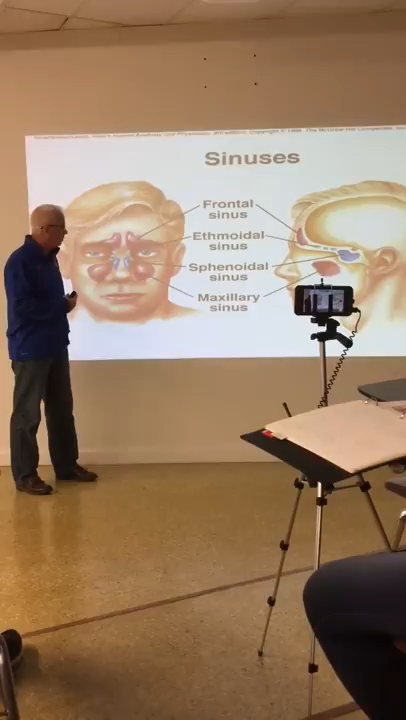 Sinuses
Frontal
sinus
Ethmoidal
sinus
Sphenoidal
sinus
Maxillary
sinus